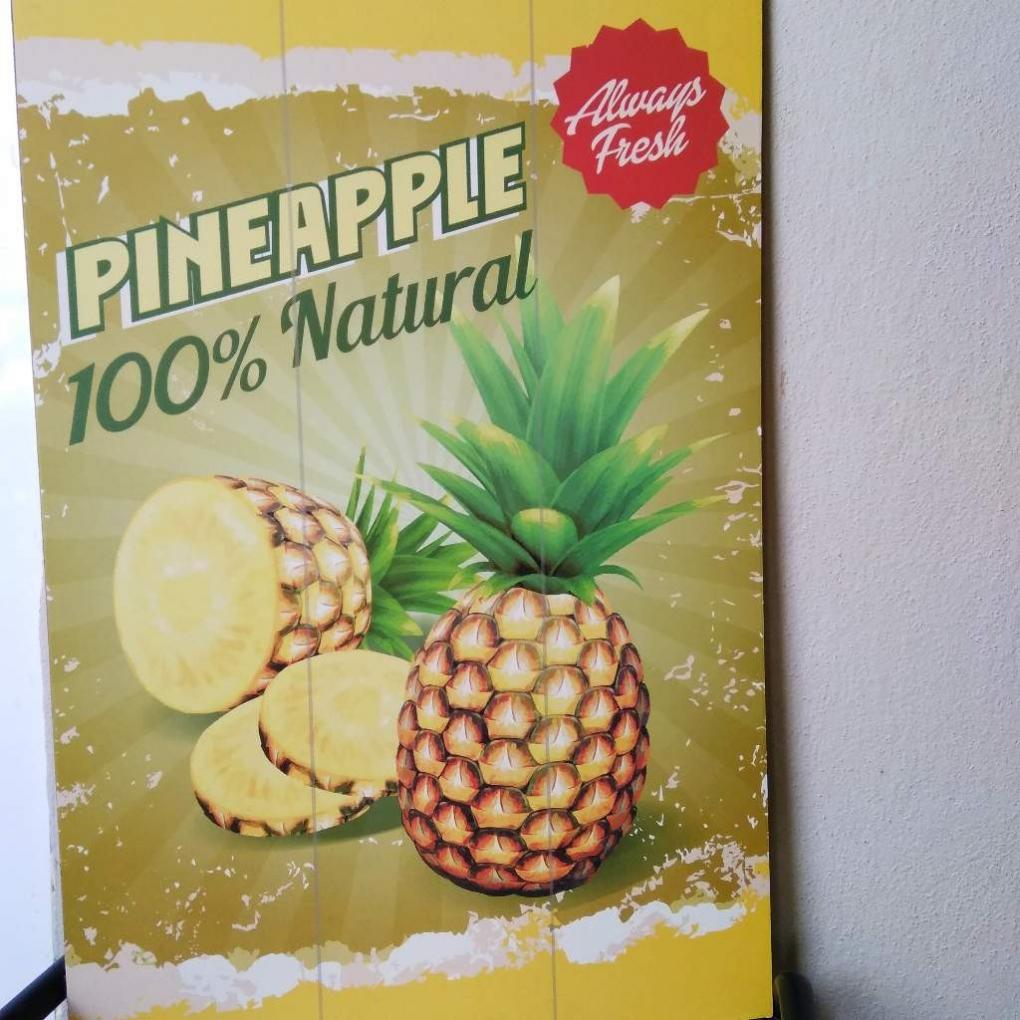 Always
Fresh
PINEAPPLE
100% Natural